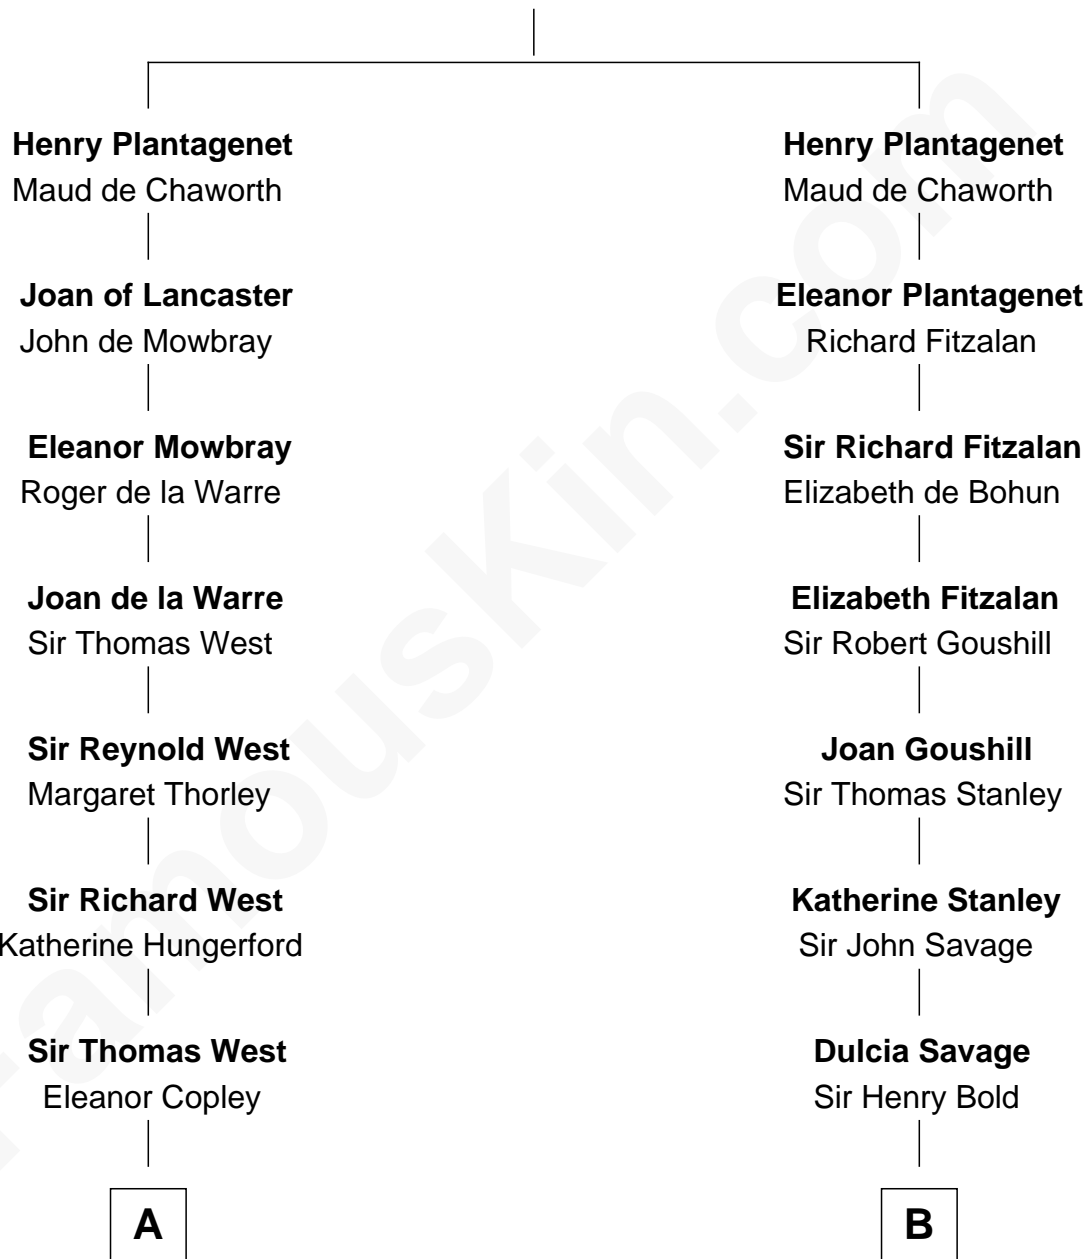 Henry Plantagenet
Maud de Chaworth
Joan of Lancaster
John de Mowbray
Eleanor Mowbray
Roger de la Warre
Joan de la Warre
Sir Thomas West
Sir Reynold West
Margaret Thorley
Sir Richard West
Katherine Hungerford
Sir Thomas West
Eleanor Copley
A
Henry Plantagenet
Maud de Chaworth
Eleanor Plantagenet
Richard Fitzalan
Sir Richard Fitzalan
Elizabeth de Bohun
Elizabeth Fitzalan
Sir Robert Goushill
Joan Goushill
Sir Thomas Stanley
Katherine Stanley
Sir John Savage
Dulcia Savage
Sir Henry Bold
B
FamousKin.com